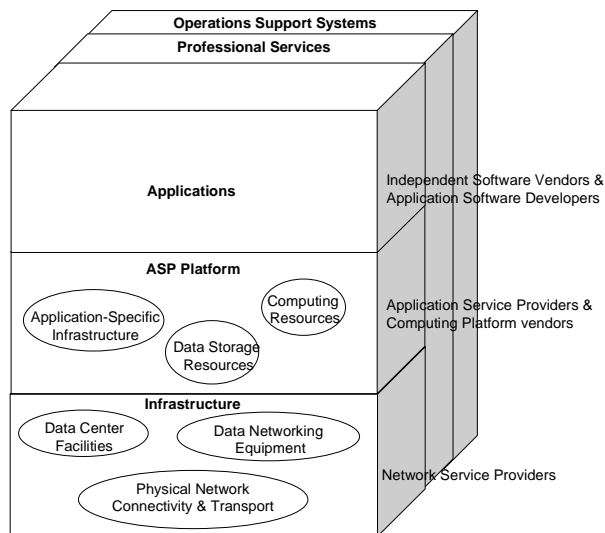 Operations Support Systems
Professional Services
Applications
Independent Software Vendors &
Application Software Developers
ASP Platform
Application-Specific
Infrastructure
Data Storage
Resources
Computing
Resources
Application Service Providers &
Computing Platform vendors
Infrastructure
Data Center
Facilities
Data Networking
Equipment
Physical Network
Connectivity & Transport
Network Service Providers